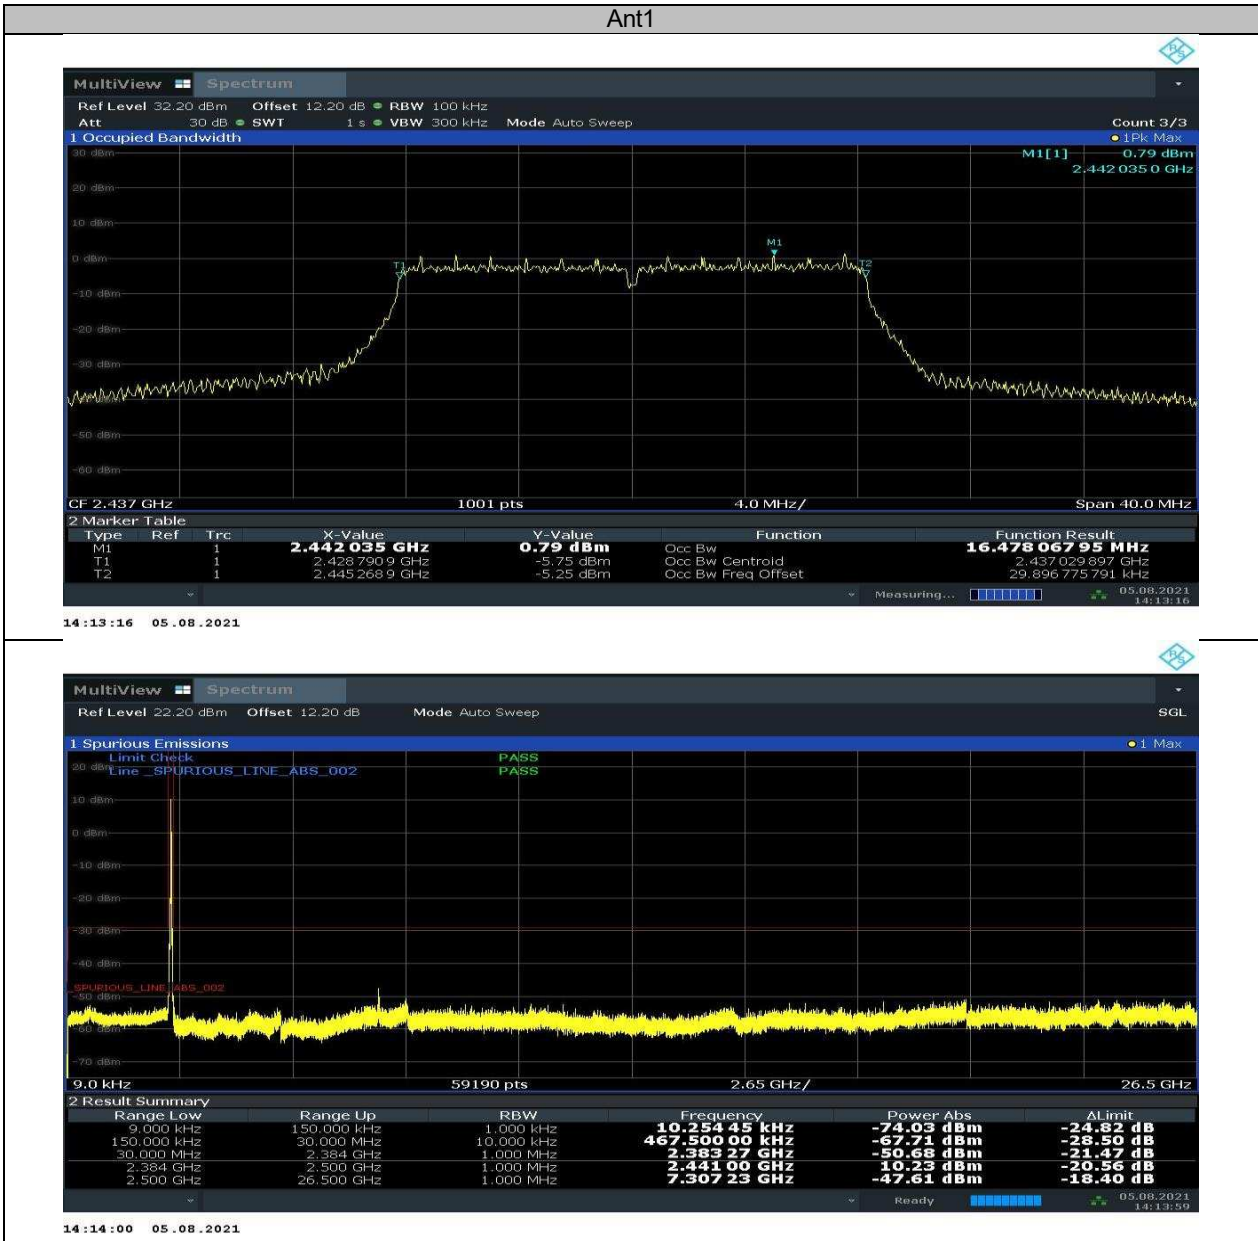 Ant1
R&S
MultiView Spectrum
Ref Level 32.20 dBm Offset 12.20 dB RBW 100 kHz
Att 30 dB SWT 1 s VBW 300 kHz Mode Auto Sweep Count 3/3
1 Occupied Bandwidth 1Pk Max
30 dBm
M1[1] 0.79 dBm
2.442 035 0 GHz
20 dBm
10 dBm
M1
0 dBm
T1 T2
-10 dBm
-20 dBm
-30 dBm
-50 dBm
-60 dBm
CF 2.437 GHz 1001 pts 4.0 MHz/ Span 40.0 MHz
2 Marker Table
Type Ref Trc X-Value Y-Value Function Function Result
M1 1 2.442 035 GHz 0.79 dBm Occ Bw 16.478 067 95 MHz
T1 1 2.428 790 9 GHz -5.75 dBm Occ Bw Centroid 2.437 029 897 GHz
T2 1 2.445 268 9 GHz -5.25 dBm Occ Bw Freq Offset 29.896 775 791 kHz
Measuring... 05.08.2021
14:13:16
14:13:16 05.08.2021
R&S
MultiView Spectrum
Ref Level 22.20 dBm Offset 12.20 dB Mode Auto Sweep SGL
1 Spurious Emissions 1 Max
Limit Check PASS
20 dBm Line _SPURIOUS_LINE_ABS_002 PASS
10 dBm
0 dBm
-10 dBm
-20 dBm
-30 dBm
-40 dBm
_SPURIOUS_LINE_ABS_002
-50 dBm
-60 dBm
-70 dBm
9.0 kHz 59190 pts 2.65 GHz/ 26.5 GHz
2 Result Summary
Range Low Range Up RBW Frequency Power Abs ΔLimit
9.000 kHz 150.000 kHz 1.000 kHz 10.254 45 kHz -74.03 dBm -24.82 dB
150.000 kHz 30.000 MHz 10.000 kHz 467.500 00 kHz -67.71 dBm -28.50 dB
30.000 MHz 2.384 GHz 1.000 MHz 2.383 27 GHz -50.68 dBm -21.47 dB
2.384 GHz 2.500 GHz 1.000 MHz 2.441 00 GHz 10.23 dBm -20.56 dB
2.500 GHz 26.500 GHz 1.000 MHz 7.307 23 GHz -47.61 dBm -18.40 dB
Ready 05.08.2021
14:13:59
14:14:00 05.08.2021